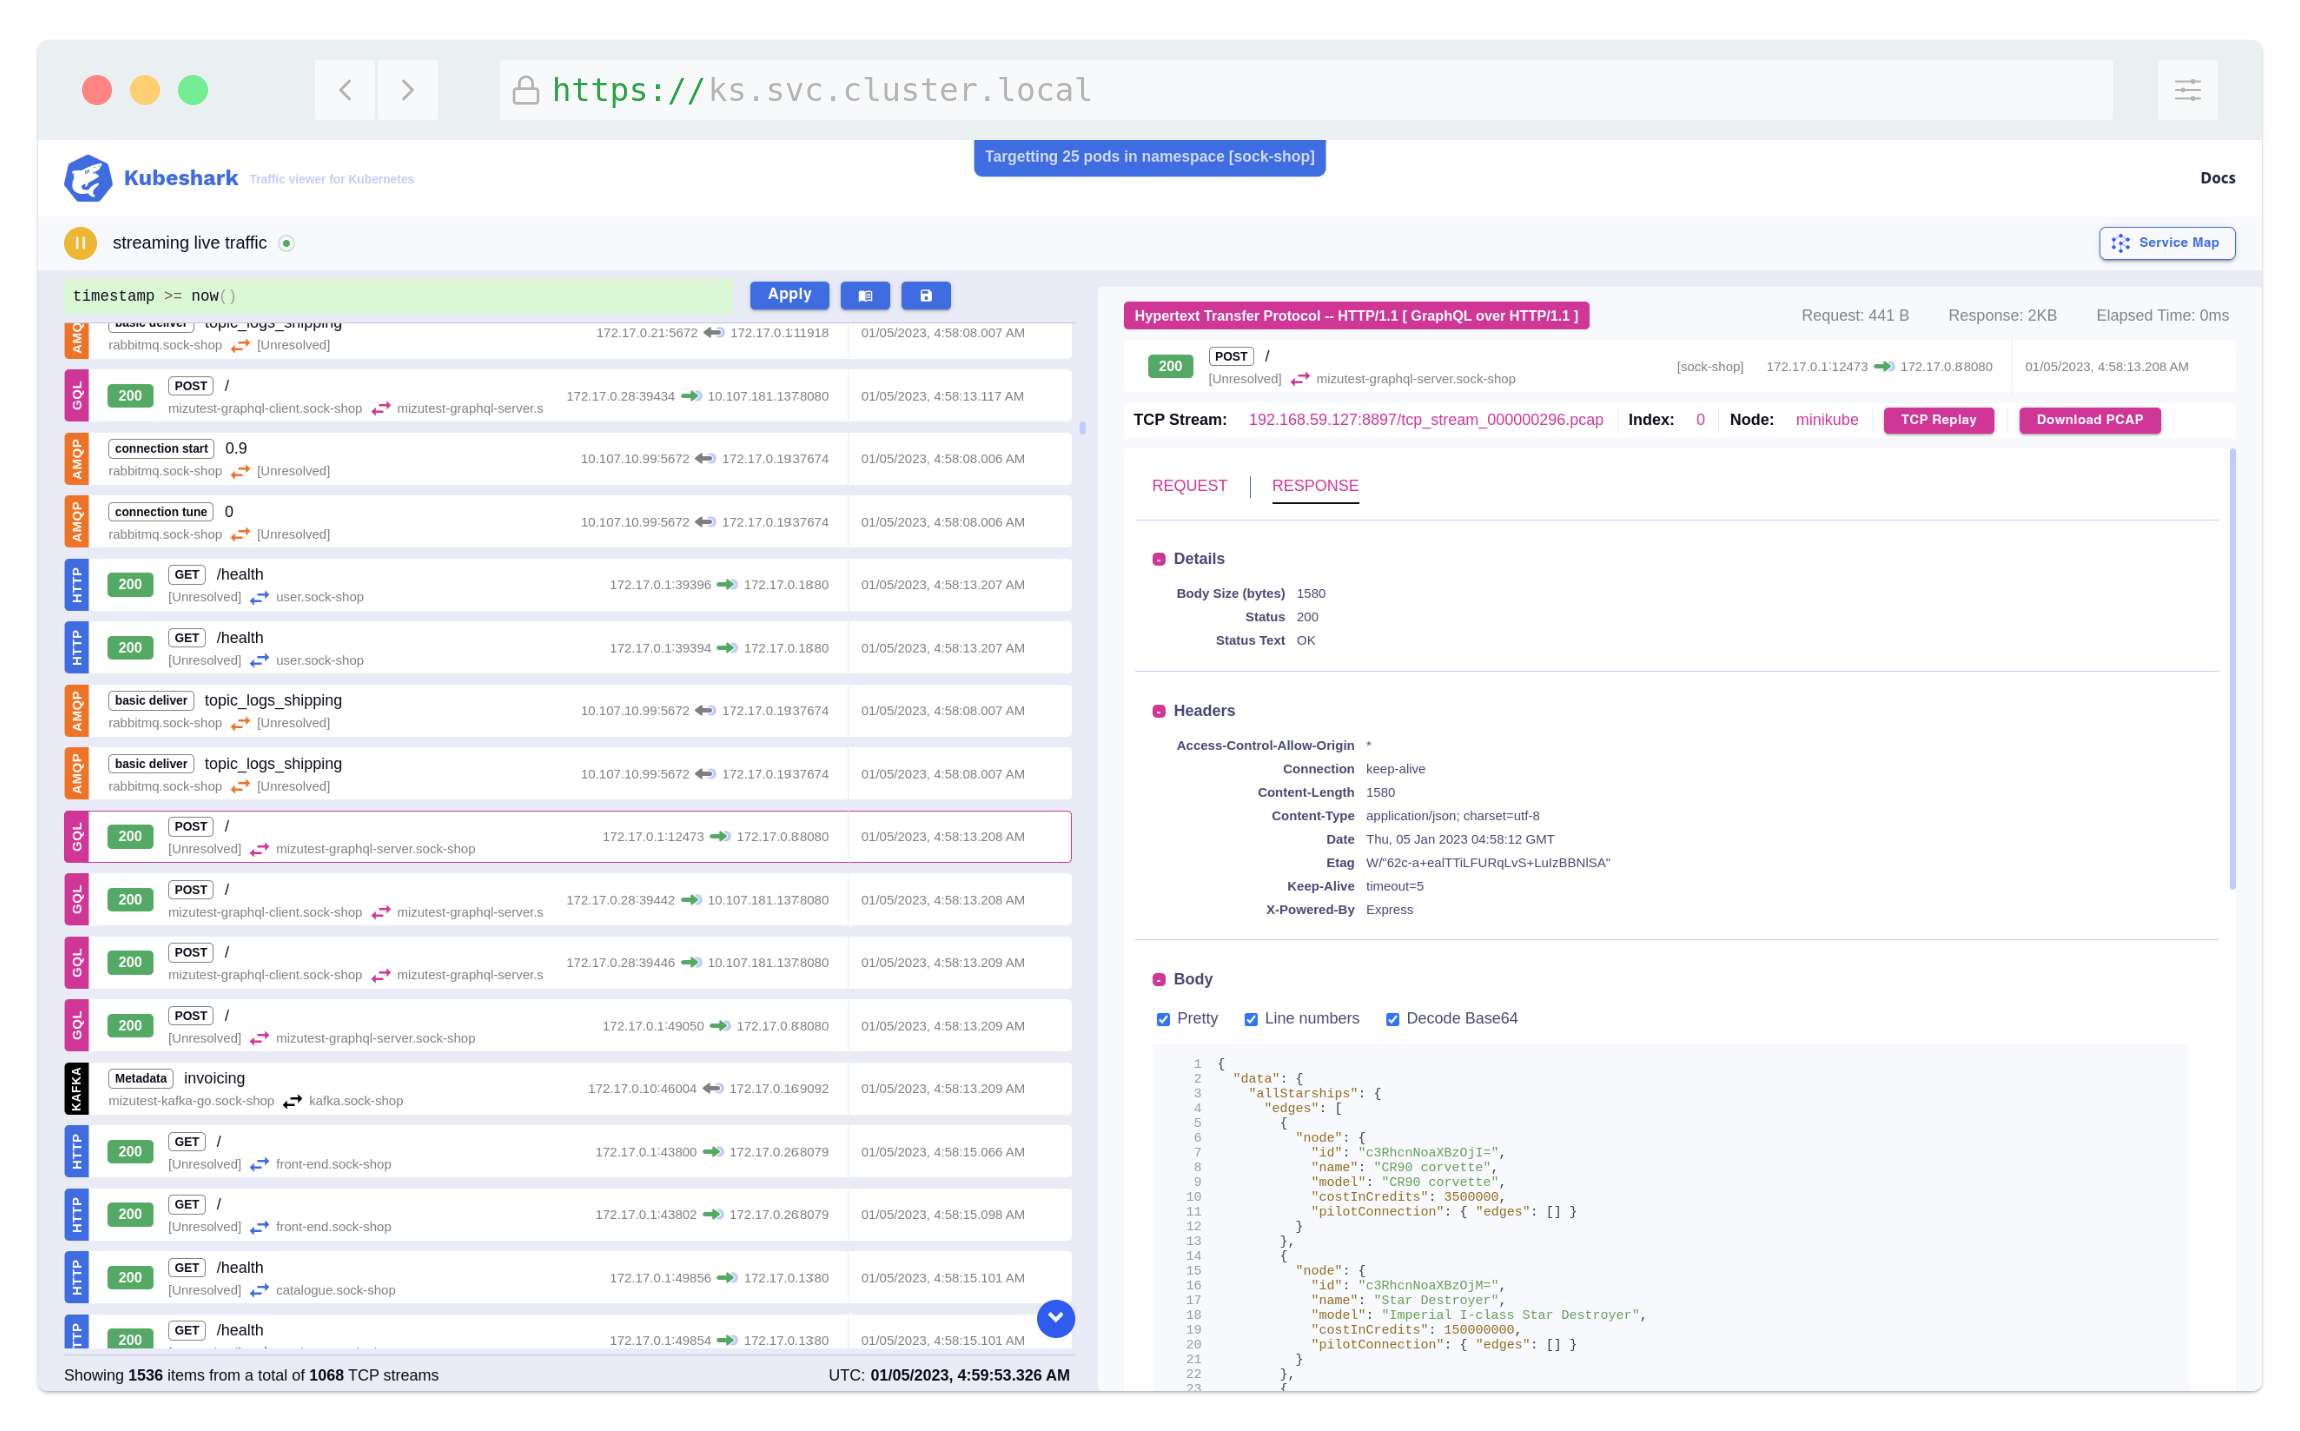 https://ks.svc.cluster.local
Targetting 25 pods in namespace [sock-shop]
Kubeshark Traffic viewer for Kubernetes
Docs
streaming live traffic
Service Map
timestamp >= now()
Apply
AMQ
basic deliver topic_logs_shipping
rabbitmq.sock-shop [Unresolved]
172.17.0.21:5672 172.17.0.1:11918 01/05/2023, 4:58:08.007 AM
GQL 200 POST /
mizutest-graphql-client.sock-shop mizutest-graphql-server.s
172.17.0.28:39434 10.107.181.137:8080 01/05/2023, 4:58:13.117 AM
AMQP connection start 0.9
rabbitmq.sock-shop [Unresolved]
10.107.10.99:5672 172.17.0.19:37674 01/05/2023, 4:58:08.006 AM
AMQP connection tune 0
rabbitmq.sock-shop [Unresolved]
10.107.10.99:5672 172.17.0.19:37674 01/05/2023, 4:58:08.006 AM
HTTP 200 GET /health
[Unresolved] user.sock-shop
172.17.0.1:39396 172.17.0.18:80 01/05/2023, 4:58:13.207 AM
HTTP 200 GET /health
[Unresolved] user.sock-shop
172.17.0.1:39394 172.17.0.18:80 01/05/2023, 4:58:13.207 AM
AMQP basic deliver topic_logs_shipping
rabbitmq.sock-shop [Unresolved]
10.107.10.99:5672 172.17.0.19:37674 01/05/2023, 4:58:08.007 AM
AMQP basic deliver topic_logs_shipping
rabbitmq.sock-shop [Unresolved]
10.107.10.99:5672 172.17.0.19:37674 01/05/2023, 4:58:08.007 AM
GQL 200 POST /
[Unresolved] mizutest-graphql-server.sock-shop
172.17.0.1:12473 172.17.0.8:8080 01/05/2023, 4:58:13.208 AM
GQL 200 POST /
mizutest-graphql-client.sock-shop mizutest-graphql-server.s
172.17.0.28:39442 10.107.181.137:8080 01/05/2023, 4:58:13.208 AM
GQL 200 POST /
mizutest-graphql-client.sock-shop mizutest-graphql-server.s
172.17.0.28:39446 10.107.181.137:8080 01/05/2023, 4:58:13.209 AM
GQL 200 POST /
[Unresolved] mizutest-graphql-server.sock-shop
172.17.0.1:49050 172.17.0.8:8080 01/05/2023, 4:58:13.209 AM
KAFKA Metadata invoicing
mizutest-kafka-go.sock-shop kafka.sock-shop
172.17.0.10:46004 172.17.0.16:9092 01/05/2023, 4:58:13.209 AM
HTTP 200 GET /
[Unresolved] front-end.sock-shop
172.17.0.1:43800 172.17.0.26:8079 01/05/2023, 4:58:15.066 AM
HTTP 200 GET /
[Unresolved] front-end.sock-shop
172.17.0.1:43802 172.17.0.26:8079 01/05/2023, 4:58:15.098 AM
HTTP 200 GET /health
[Unresolved] catalogue.sock-shop
172.17.0.1:49856 172.17.0.13:80 01/05/2023, 4:58:15.101 AM
TTP 200 GET /health
172.17.0.1:49854 172.17.0.13:80 01/05/2023, 4:58:15.101 AM
Showing 1536 items from a total of 1068 TCP streams
UTC: 01/05/2023, 4:59:53.326 AM
Hypertext Transfer Protocol -- HTTP/1.1 [ GraphQL over HTTP/1.1 ]
Request: 441 B Response: 2KB Elapsed Time: 0ms
200 POST /
[Unresolved] mizutest-graphql-server.sock-shop
[sock-shop] 172.17.0.1:12473 172.17.0.8:8080 01/05/2023, 4:58:13.208 AM
TCP Stream: 192.168.59.127:8897/tcp_stream_000000296.pcap Index: 0 Node: minikube TCP Replay Download PCAP
REQUEST RESPONSE
- Details
Body Size (bytes) 1580
Status 200
Status Text OK
- Headers
Access-Control-Allow-Origin *
Connection keep-alive
Content-Length 1580
Content-Type application/json; charset=utf-8
Date Thu, 05 Jan 2023 04:58:12 GMT
Keep-Alive timeout=5
Etag
X-Powered-By Express
- Body
Pretty Line numbers Decode Base64
1 {
2 "data": {
3 "allStarships": {
4 "edges": [
5 {
6 "node": {
7 "id": "c3RhcnNoaXBzOjI=",
8 "name": "CR90 corvette",
9 "model": "CR90 corvette",
10 "costInCredits": 3500000,
11 "pilotConnection": { "edges": [] }
12 }
13 },
14 {
15 "node": {
16 "id": "c3RhcnNoaXBzOjM=",
17 "name": "Star Destroyer",
18 "model": "Imperial I-class Star Destroyer",
19 "costInCredits": 150000000,
20 "pilotConnection": { "edges": [] }
21 }
22 },
23 {